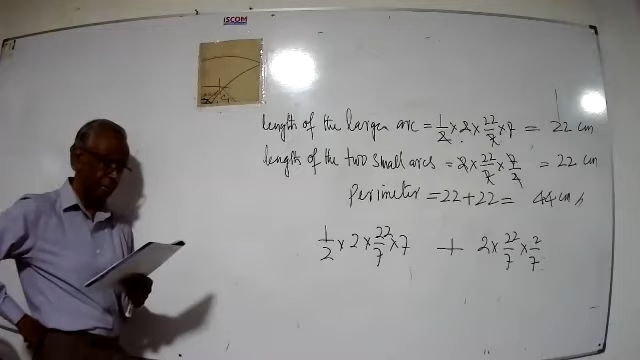 ISCOM
length of the larger arc = 1/2 × 2 × 22/7 × 7 = 22 cm
length of the two small arcs = 2 × 22/7 × 7/2 = 22 cm
Perimeter = 22 + 22 = 44 cm
1/2 × 2 × 22/7 × 7 + 2 × 22/7 × 2/7